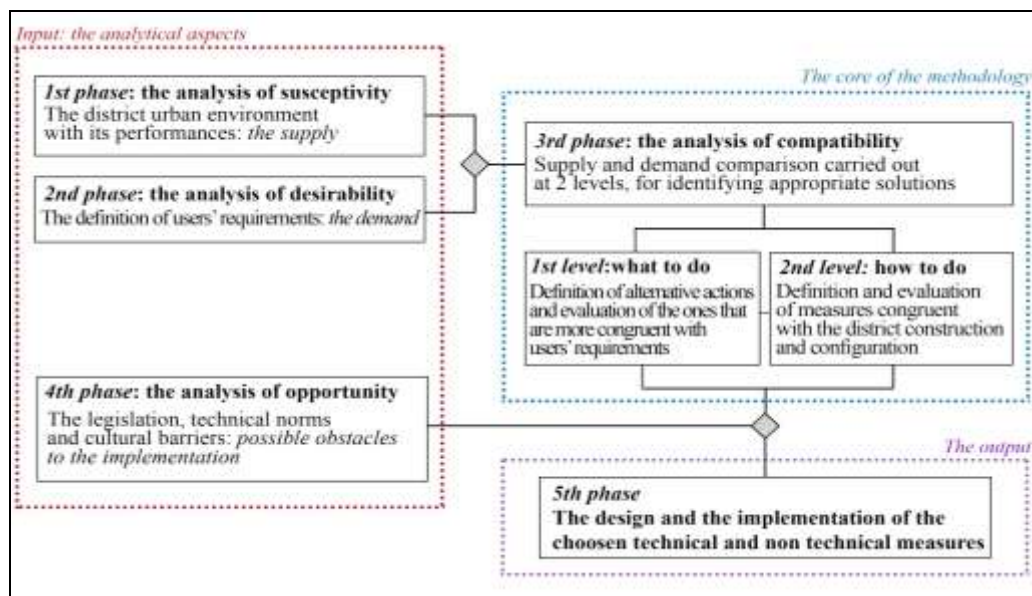 Input: the analytical aspects
1st phase: the analysis of susceptivity
The district urban environment
with its performances: the supply
2nd phase: the analysis of desirability
The definition of users' requirements: the demand
The core of the methodology
3rd phase: the analysis of compatibility
Supply and demand comparison carried out
at 2 levels, for identifying appropriate solutions
1st level:what to do
Definition of alternative actions
and evaluation of the ones that
are more congruent with
users' requirements
2nd level: how to do
Definition and evaluation
of measures congruent
with the district construction
and configuration
4th phase: the analysis of opportunity
The legislation, technical norms
and cultural barriers: possible obstacles
to the implementation
The output
5th phase
The design and the implementation of the
choosen technical and non technical measures